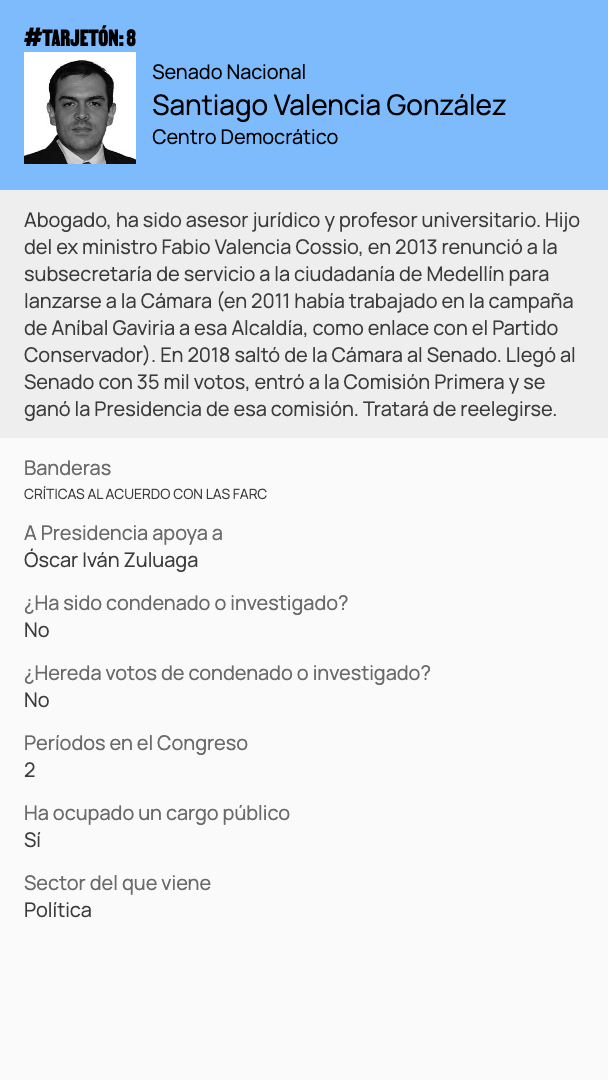 #TARJETÓN: 8
Senado Nacional
Santiago Valencia González
Centro Democrático
Abogado, ha sido asesor jurídico y profesor universitario. Hijo
del ex ministro Fabio Valencia Cossio, en 2013 renunció a la
subsecretaría de servicio a la ciudadanía de Medellín para
lanzarse a la Cámara (en 2011 había trabajado en la campaña
de Aníbal Gaviria a esa Alcaldía, como enlace con el Partido
Conservador). En 2018 saltó de la Cámara al Senado. Llegó al
Senado con 35 mil votos, entró a la Comisión Primera y se
ganó la Presidencia de esa comisión. Tratará de reelegirse.
Banderas
CRÍTICAS AL ACUERDO CON LAS FARC
A Presidencia apoya a
Óscar Iván Zuluaga
¿Ha sido condenado o investigado?
No
¿Hereda votos de condenado o investigado?
No
Períodos en el Congreso
2
Ha ocupado un cargo público
Sí
Sector del que viene
Política